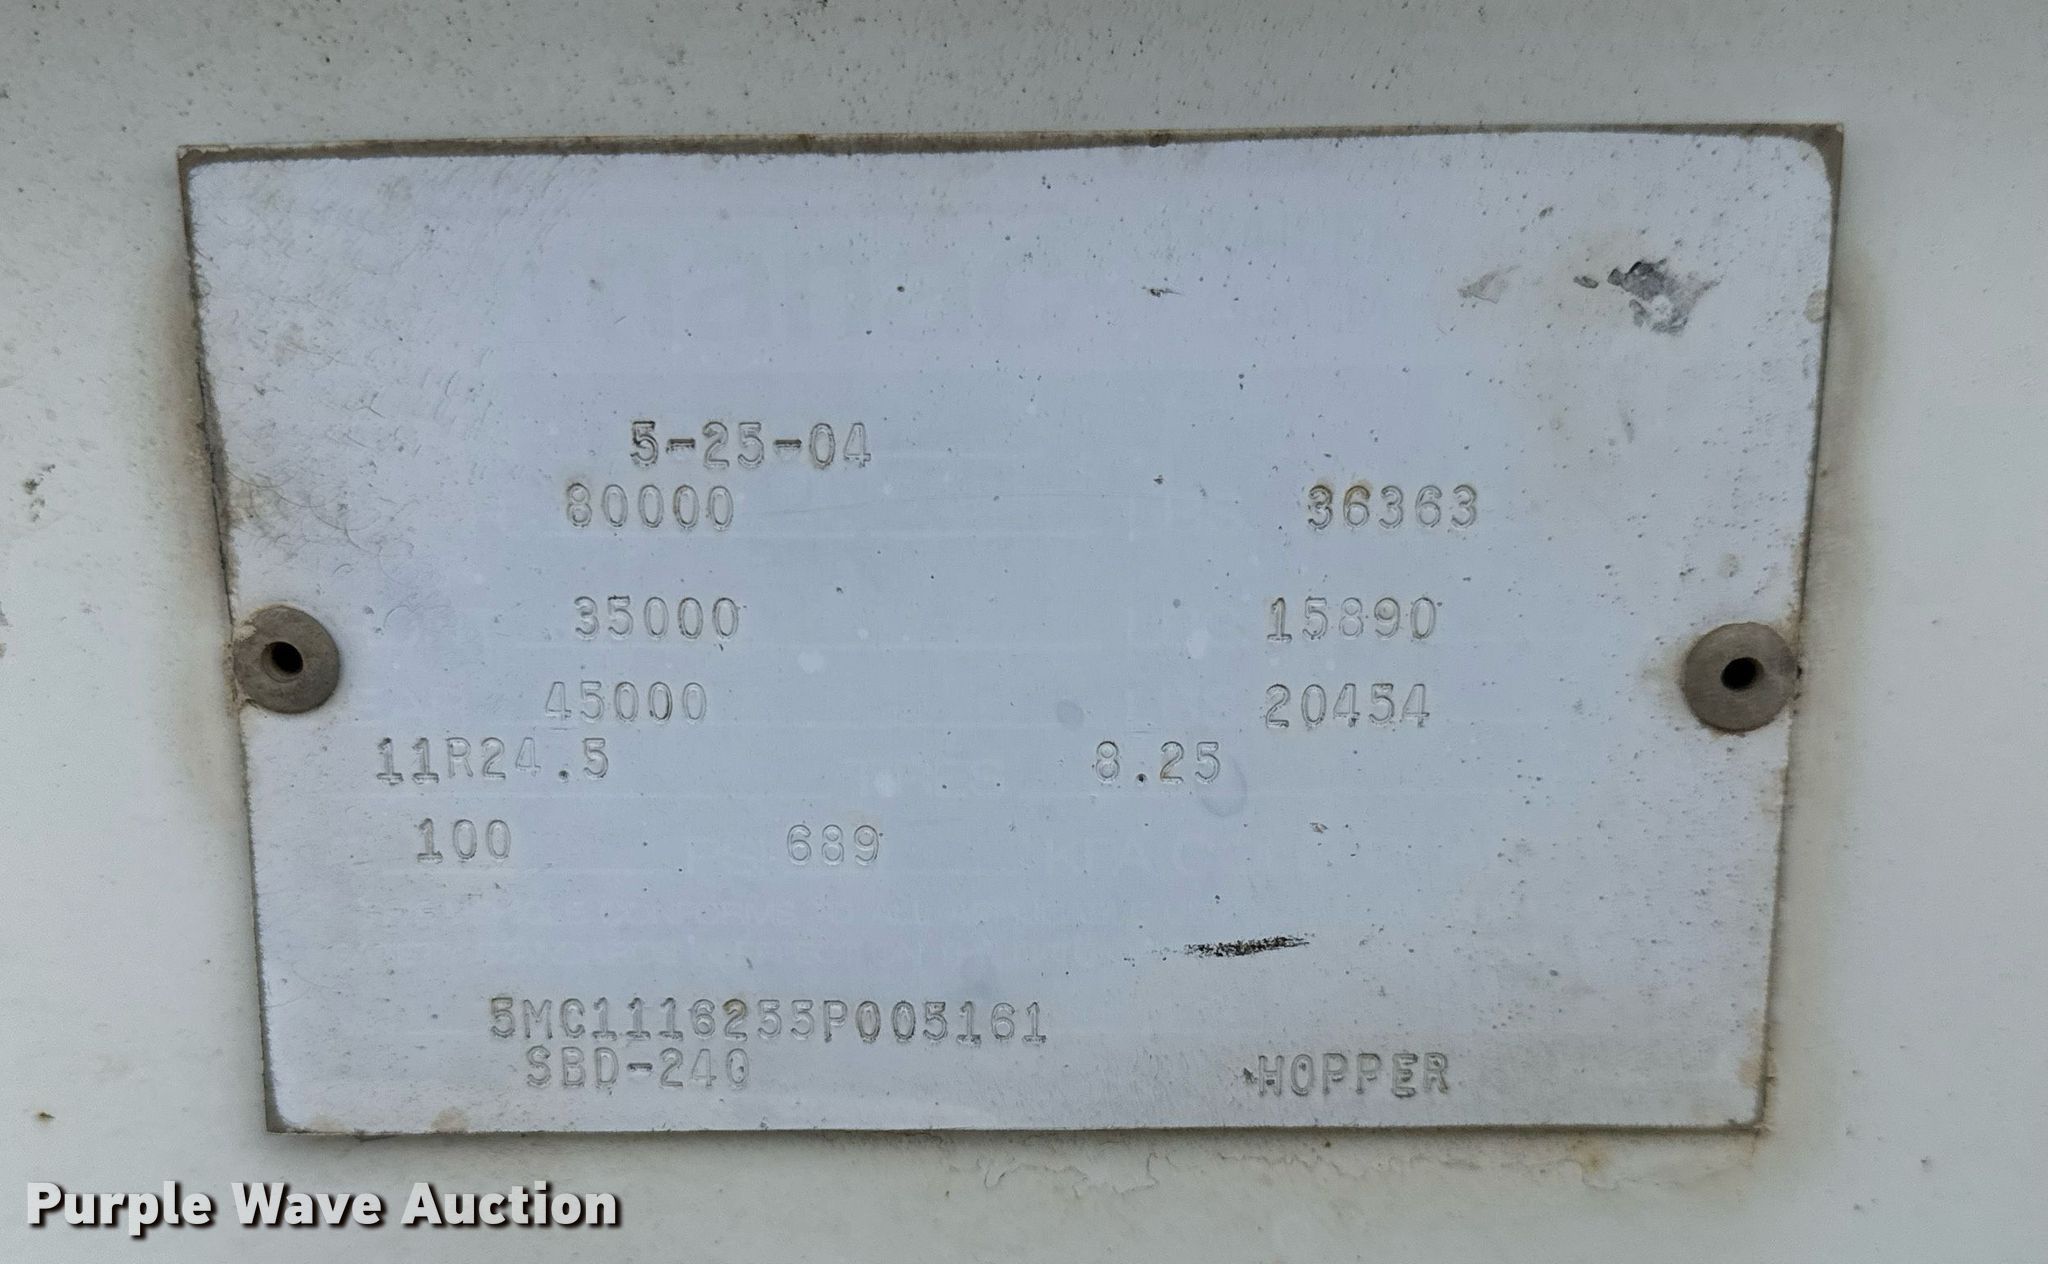 5-25-04
80000 36363
35000 15890
45000 20454
11R24.5 8.25
100 689
5MC1116255P005161
SBD-240 HOPPER
Purple Wave Auction